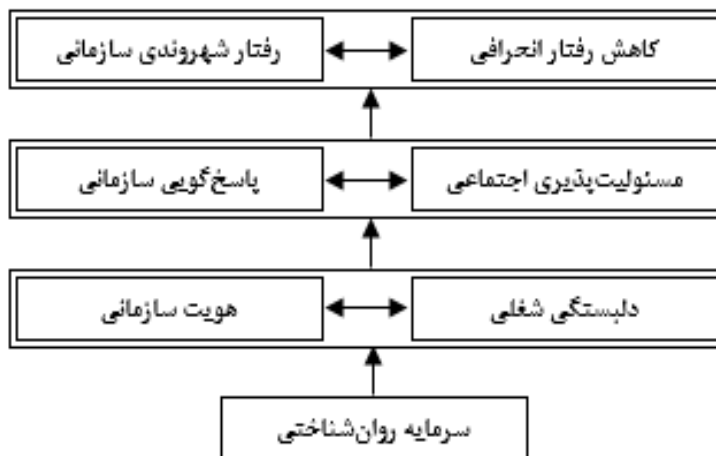 کاهش رفتار انحرافی
رفتار شهروندی سازمانی
مسئولیت‌پذیری اجتماعی
پاسخ‌گویی سازمانی
دلبستگی شغلی
هویت سازمانی
سرمایه روان‌شناختی